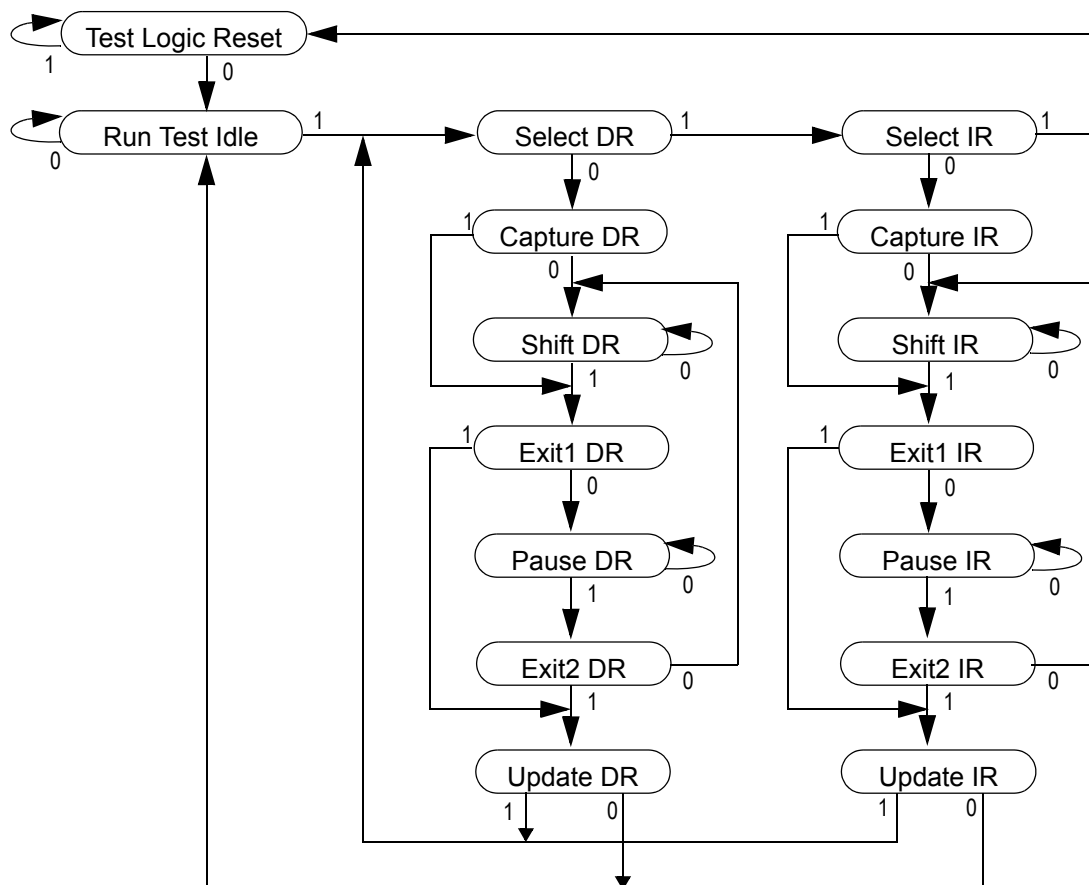 Test Logic Reset
1
0
Run Test Idle
0
1
Select DR
1
0
Select IR
1
0
Capture DR
1
0
Capture IR
1
0
Shift DR
0
1
Shift IR
0
1
Exit1 DR
1
0
Exit1 IR
1
0
Pause DR
0
1
Pause IR
0
1
Exit2 DR
0
1
Exit2 IR
0
1
Update DR
1
0
Update IR
1
0